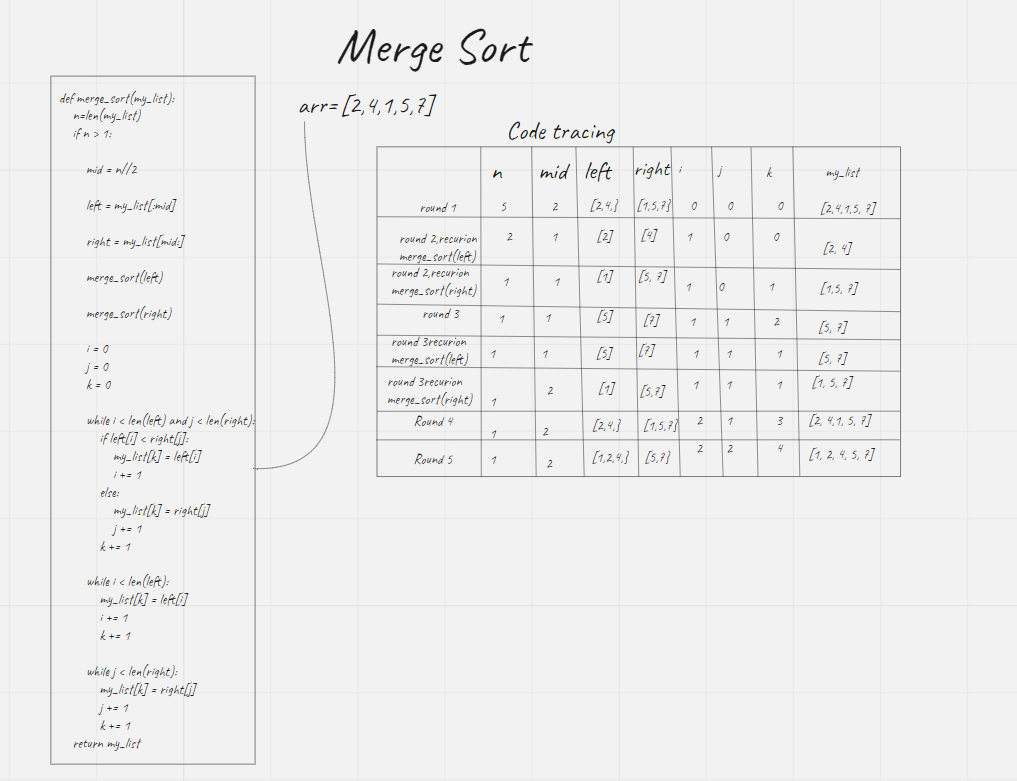 Merge Sort
def merge_sort(my_list):
n=len(my_list)
if n > 1:
mid = n//2
left = my_list[:mid]
right = my_list[mid:]
merge_sort(left)
merge_sort(right)
i = 0
j = 0
k = 0
while i < len(left) and j < len(right):
if left[i] < right[j]:
my_list[k] = left[i]
i += 1
else:
my_list[k] = right[j]
j += 1
k += 1
while i < len(left):
my_list[k] = left[i]
i += 1
k += 1
while j < len(right):
my_list[k] = right[j]
j += 1
k += 1
return my_list
arr=[2,4,1,5,7]
Code tracing
n mid left right i j k my_list
round 1 5 2 [2,4,} [1,5,7} 0 0 0 [2,4,1,5, 7]
round 2,recurion
merge_sort(left) 2 1 [2] [4] 1 0 0 [2, 4]
round 2,recurion
merge_sort(right) 1 1 [1] [5, 7] 1 0 1 [1,5, 7]
round 3 1 1 [5] [7] 1 1 2 [5, 7]
round 3recurion
merge_sort(left) 1 1 [5] [7] 1 1 1 [5, 7]
round 3recurion
merge_sort(right) 1 2 [1] [5,7] 1 1 1 [1, 5, 7]
Round 4 1 2 [2,4,} [1,5,7} 2 1 3 [2, 4,1, 5, 7]
Round 5 1 2 [1,2,4,} [5,7} 2 2 4 [1, 2, 4, 5, 7]